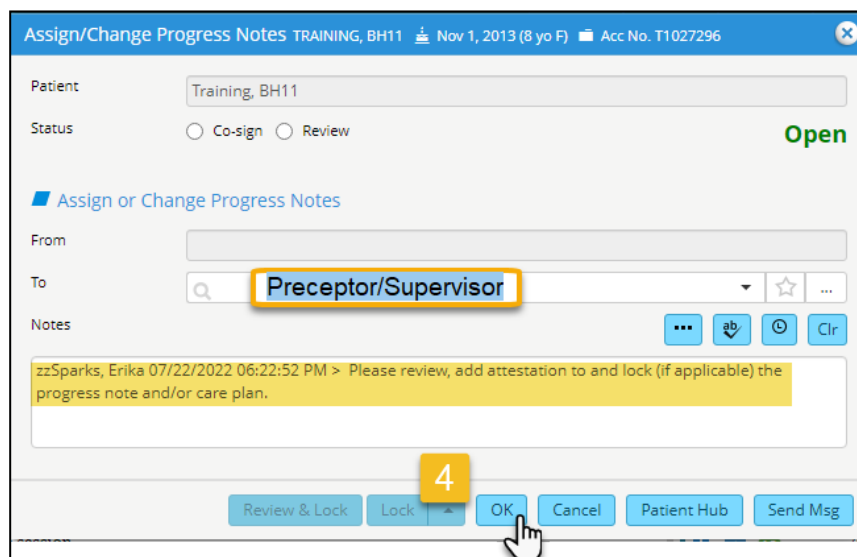 Assign/Change Progress Notes TRAINING, BH11 Nov 1, 2013 (8 yo F) Acc No. T1027296
Patient Training, BH11
Status Co-sign Review Open
Assign or Change Progress Notes
From
To Preceptor/Supervisor ...
Notes ... ab Clr
zzSparks, Erika 07/22/2022 06:22:52 PM > Please review, add attestation to and lock (if applicable) the
progress note and/or care plan.
4
Review & Lock Lock OK Cancel Patient Hub Send Msg